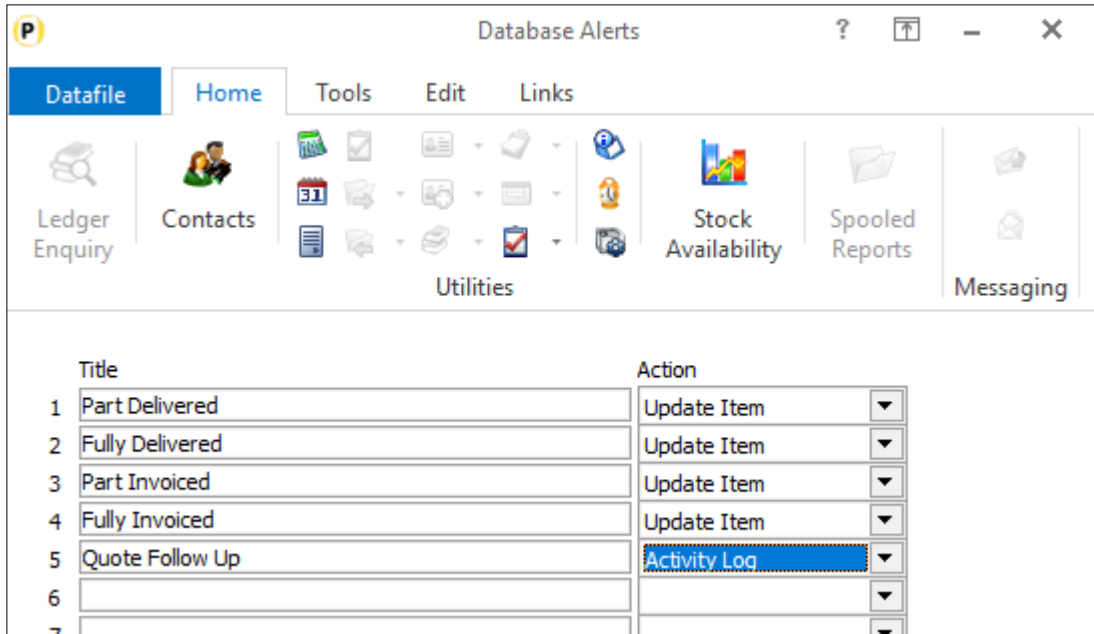 P Database Alerts ?
Datafile Home Tools Edit Links
31
Ledger Enquiry
Contacts
Stock Availability
Spooled Reports
Utilities
Messaging
Title Action
1 Part Delivered Update Item
2 Fully Delivered Update Item
3 Part Invoiced Update Item
4 Fully Invoiced Update Item
5 Quote Follow Up Activity Log
6